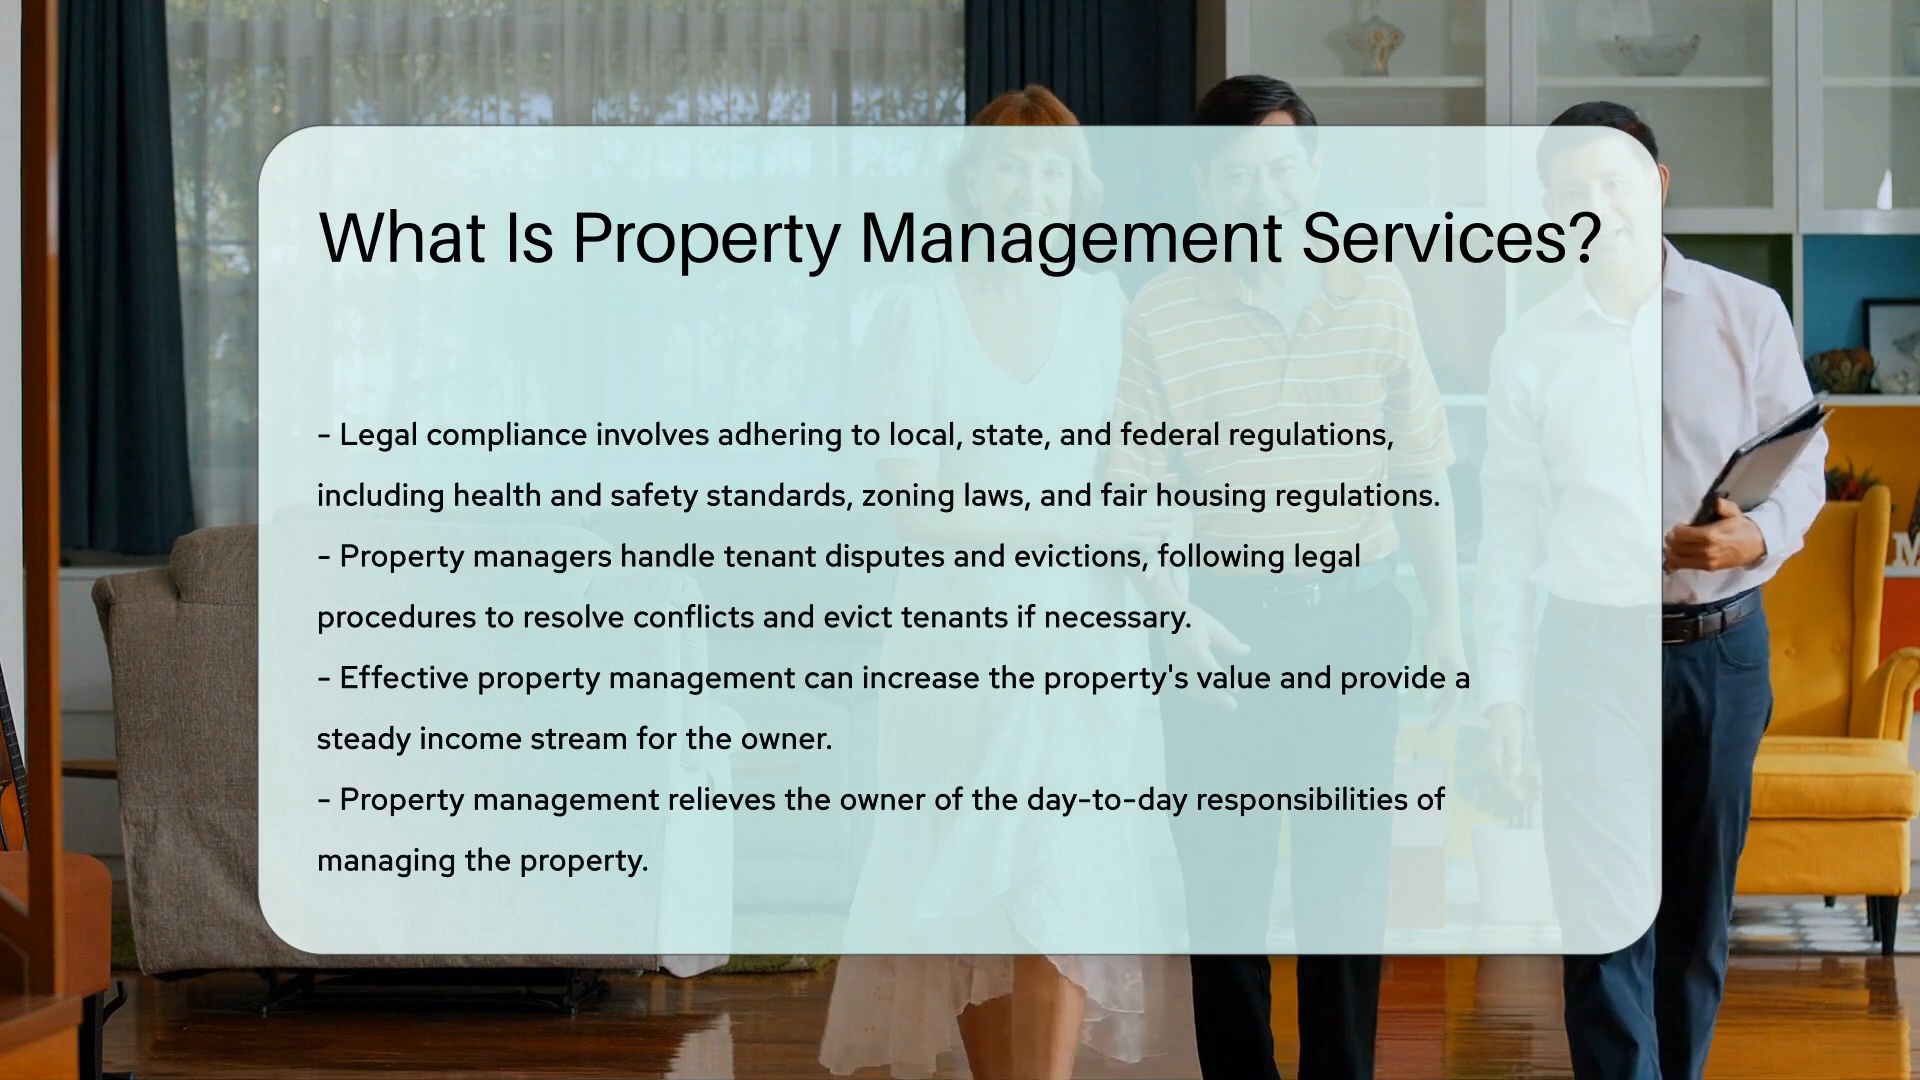 What Is Property Management Services?
- Legal compliance involves adhering to local, state, and federal regulations,
including health and safety standards, zoning laws, and fair housing regulations.
- Property managers handle tenant disputes and evictions, following legal
procedures to resolve conflicts and evict tenants if necessary.
- Effective property management can increase the property's value and provide a
steady income stream for the owner.
- Property management relieves the owner of the day-to-day responsibilities of
managing the property.